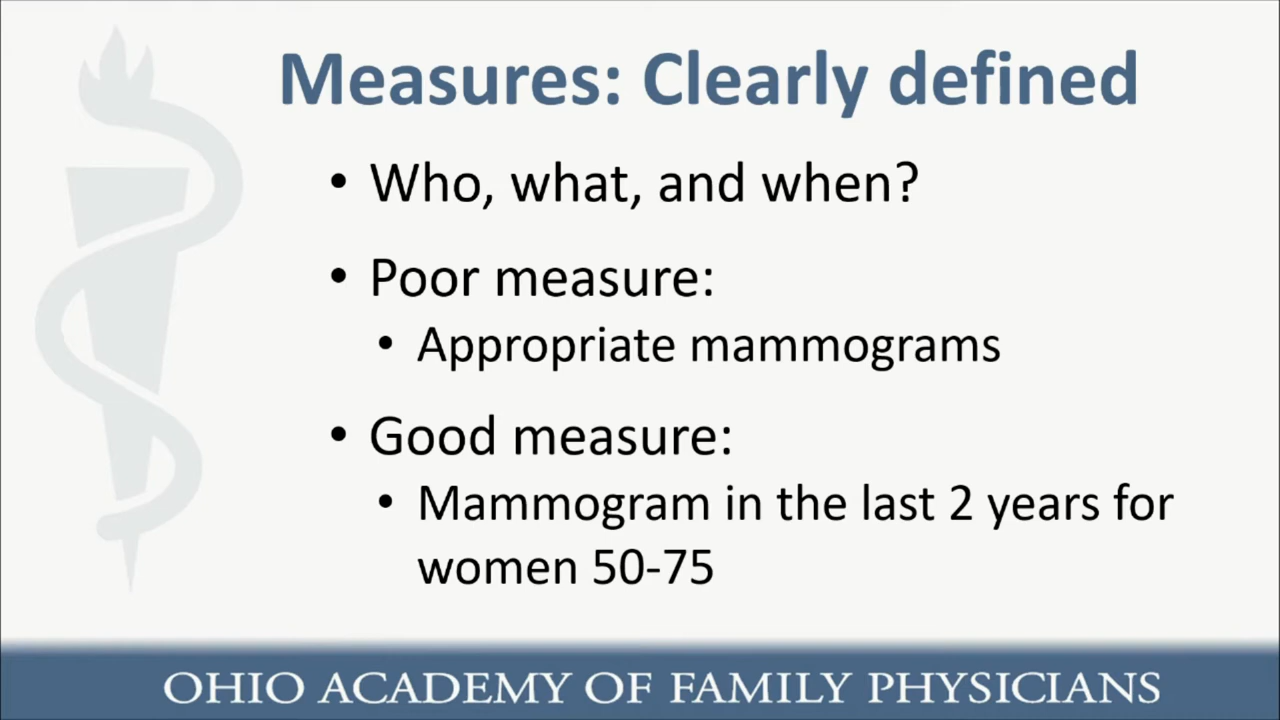 Measures: Clearly defined
• Who, what, and when?
• Poor measure:
• Appropriate mammograms
• Good measure:
• Mammogram in the last 2 years for
women 50-75
OHIO ACADEMY OF FAMILY PHYSICIANS